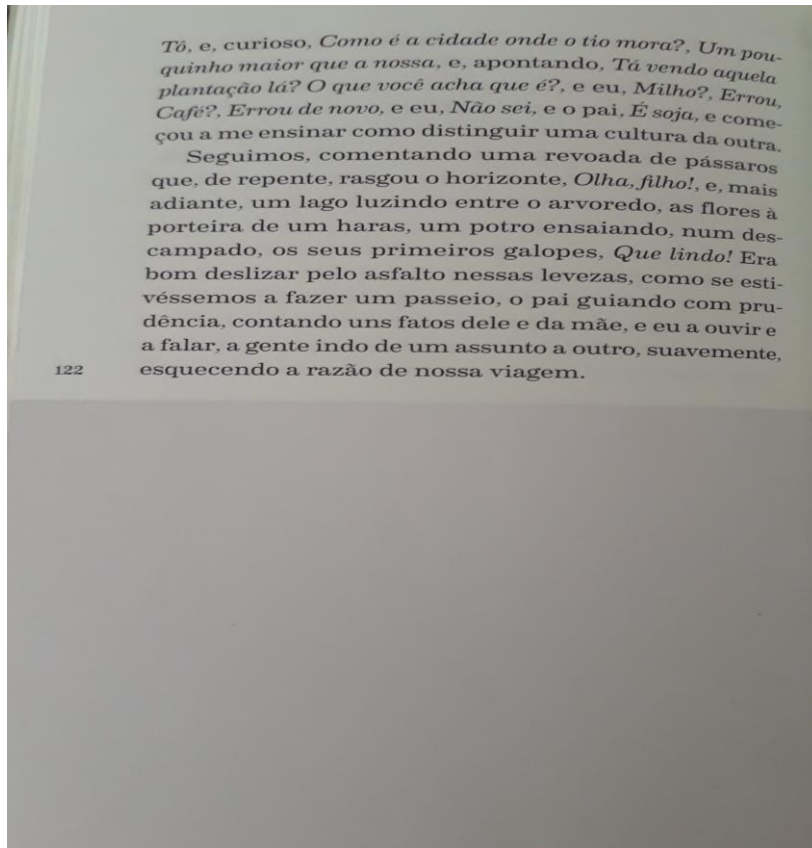 Tô, e, curioso, Como é a cidade onde o tio mora?, Um pou-
quinho maior que a nossa, e, apontando, Tá vendo aquela
plantação lá? O que você acha que é?, e eu, Milho?, Errou,
Café?, Errou de novo, e eu, Não sei, e o pai, É soja, e come-
çou a me ensinar como distinguir uma cultura da outra.
Seguimos, comentando uma revoada de pássaros
que, de repente, rasgou o horizonte, Olha, filho!, e, mais
adiante, um lago luzindo entre o arvoredo, as flores à
porteira de um haras, um potro ensaiando, num des-
campado, os seus primeiros galopes, Que lindo! Era
bom deslizar pelo asfalto nessas levezas, como se esti-
véssemos a fazer um passeio, o pai guiando com pru-
dência, contando uns fatos dele e da mãe, e eu a ouvir e
a falar, a gente indo de um assunto a outro, suavemente,
122 esquecendo a razão de nossa viagem.